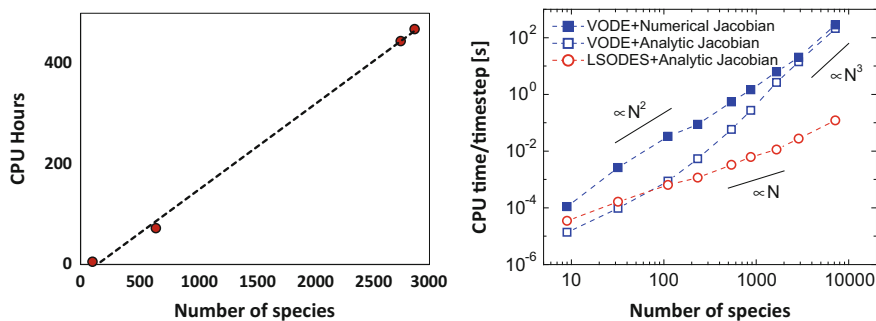 CPU Hours
400
200
0
0
500
1000
1500
2000
2500
3000
Number of species
CPU time/timestep [s]
10²
10⁰
10⁻²
10⁻⁴
10⁻⁶
VODE+Numerical Jacobian
VODE+Analytic Jacobian
LSODES+Analytic Jacobian
∝N²
∝N³
∝N
10
100
1000
10000
Number of species